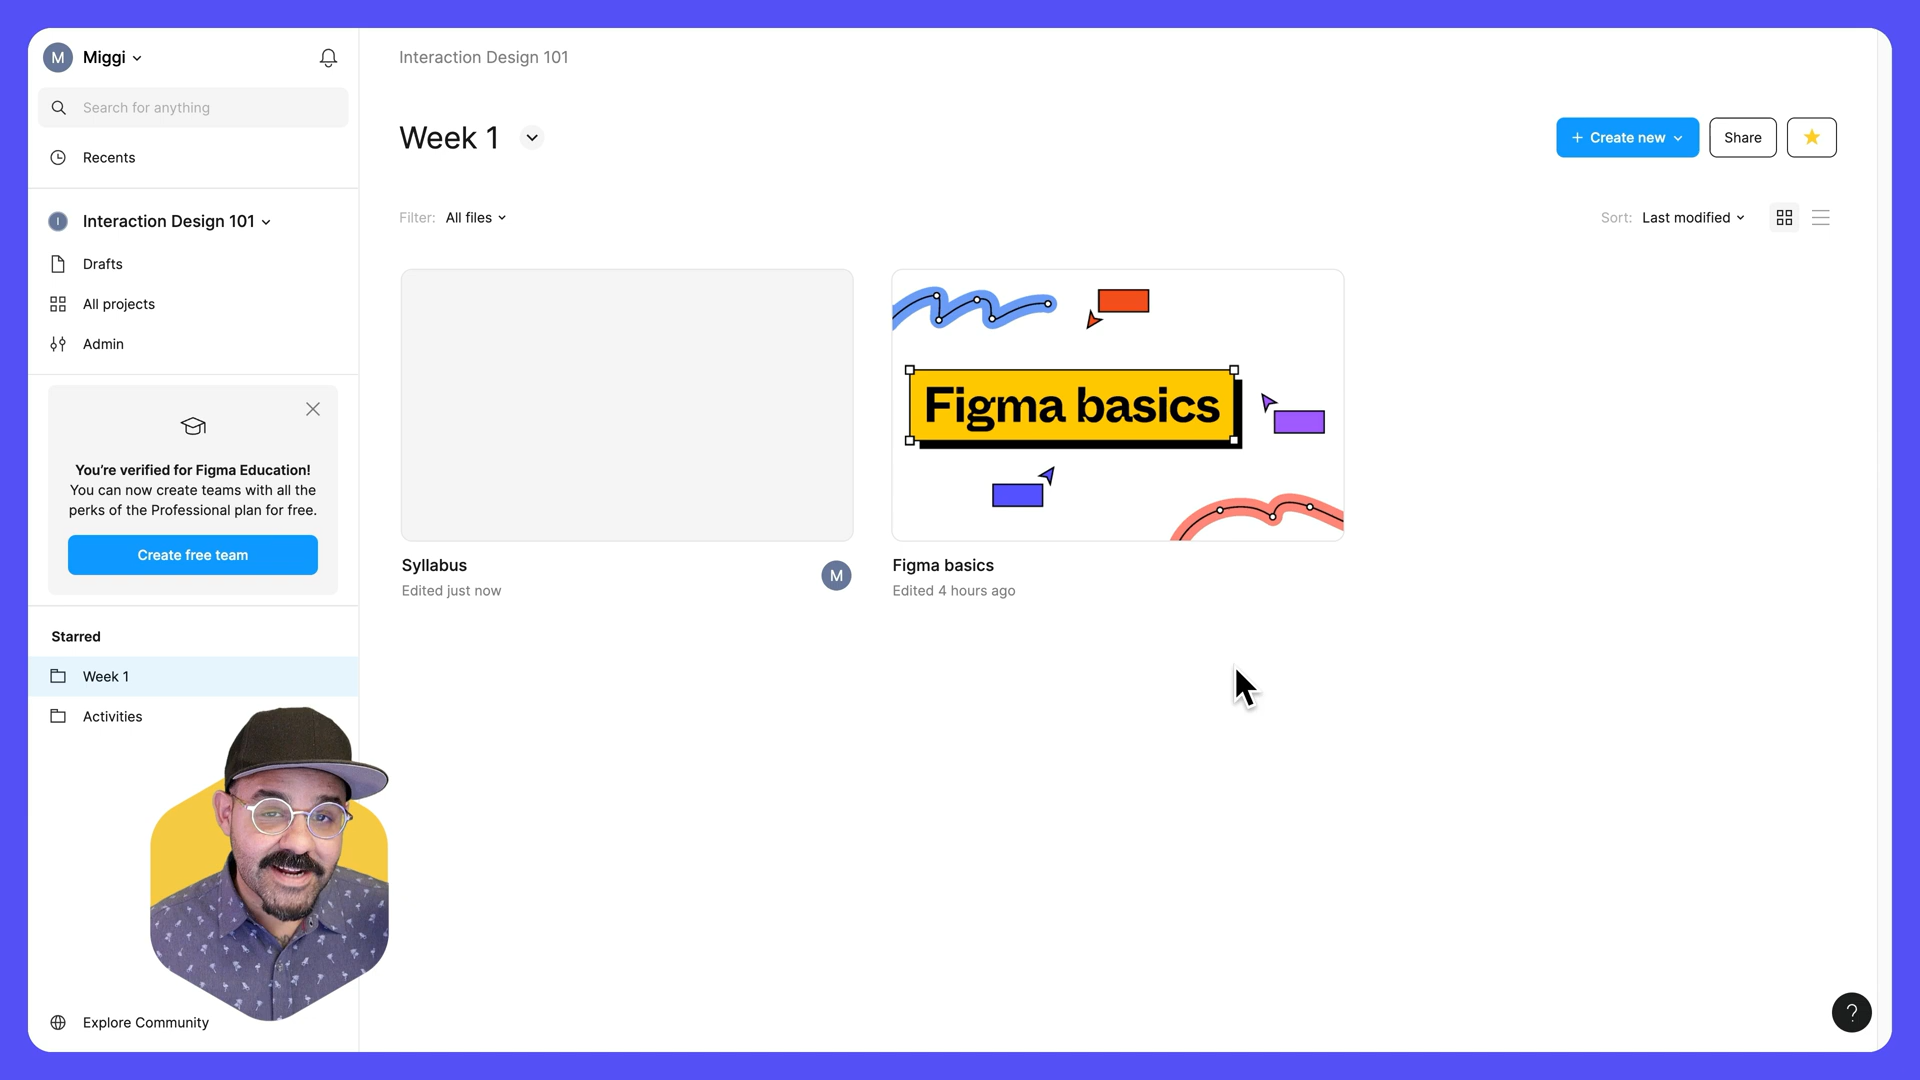 M
Miggi
Search for anything
Recents
I
Interaction Design 101
Drafts
All projects
Admin
You're verified for Figma Education!
You can now create teams with all the
perks of the Professional plan for free.
Create free team
Starred
Week 1
Activities
Explore Community
Interaction Design 101
Week 1
+ Create new
Share
Filter: All files
Sort: Last modified
Figma basics
Syllabus
Edited just now
M
Figma basics
Edited 4 hours ago
?